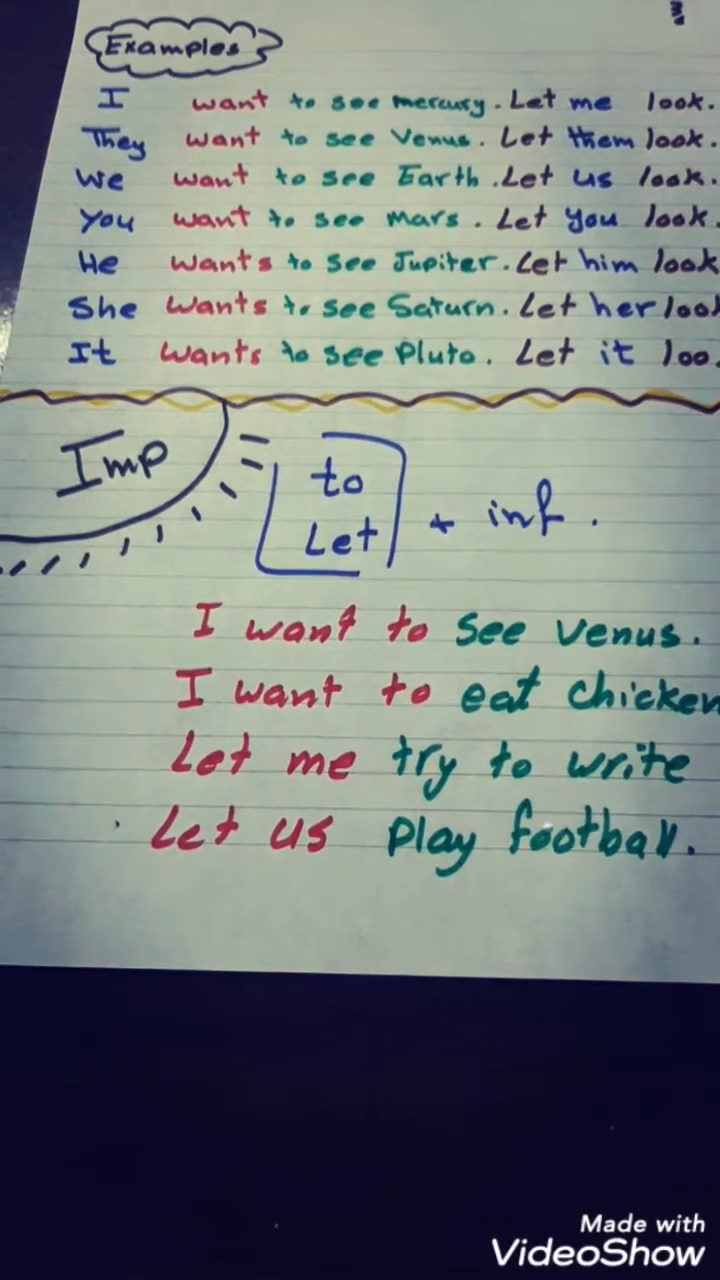 Examples
I want to see mercury. Let me look.
They want to see Venus. Let them look.
We want to see Earth. Let us look.
You want to see Mars. Let you look.
He wants to see Jupiter. Let him look
She wants to see Saturn. Let her loo
It wants to see Pluto. Let it loo
Imp
to
Let + inf.
I want to see Venus.
I want to eat chicken
Let me try to write
Let us play football.
Made with
VideoShow